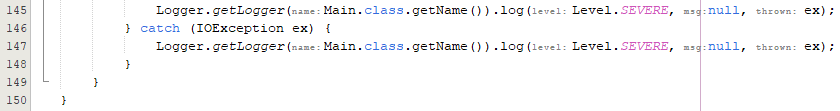 145 Logger.getLogger(name: Main.class.getName()).log(level: Level.SEVERE, msg: null, thrown: ex);
146 } catch (IOException ex) {
147 Logger.getLogger(name: Main.class.getName()).log(level: Level.SEVERE, msg: null, thrown: ex);
148 }
149 }
150 }